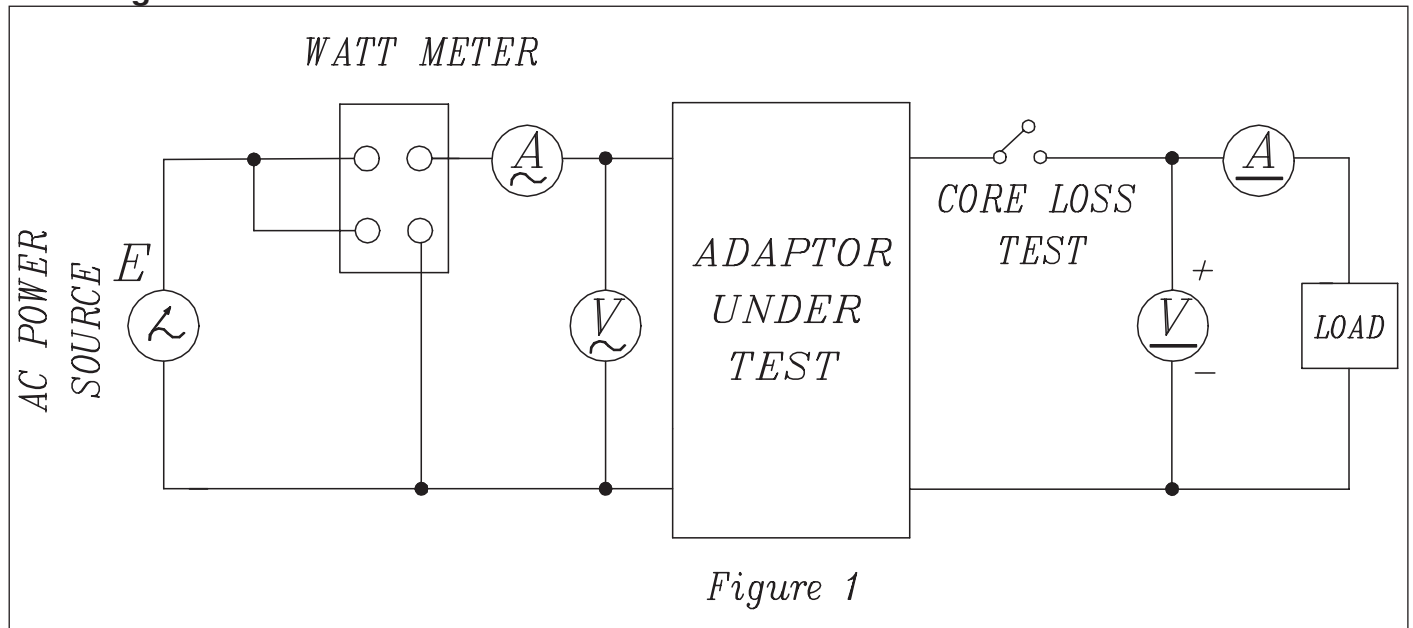 WATT METER
AC POWER
SOURCE
E
A
V
ADAPTOR
UNDER
TEST
CORE LOSS
TEST
A
+
V
-
LOAD
Figure 1